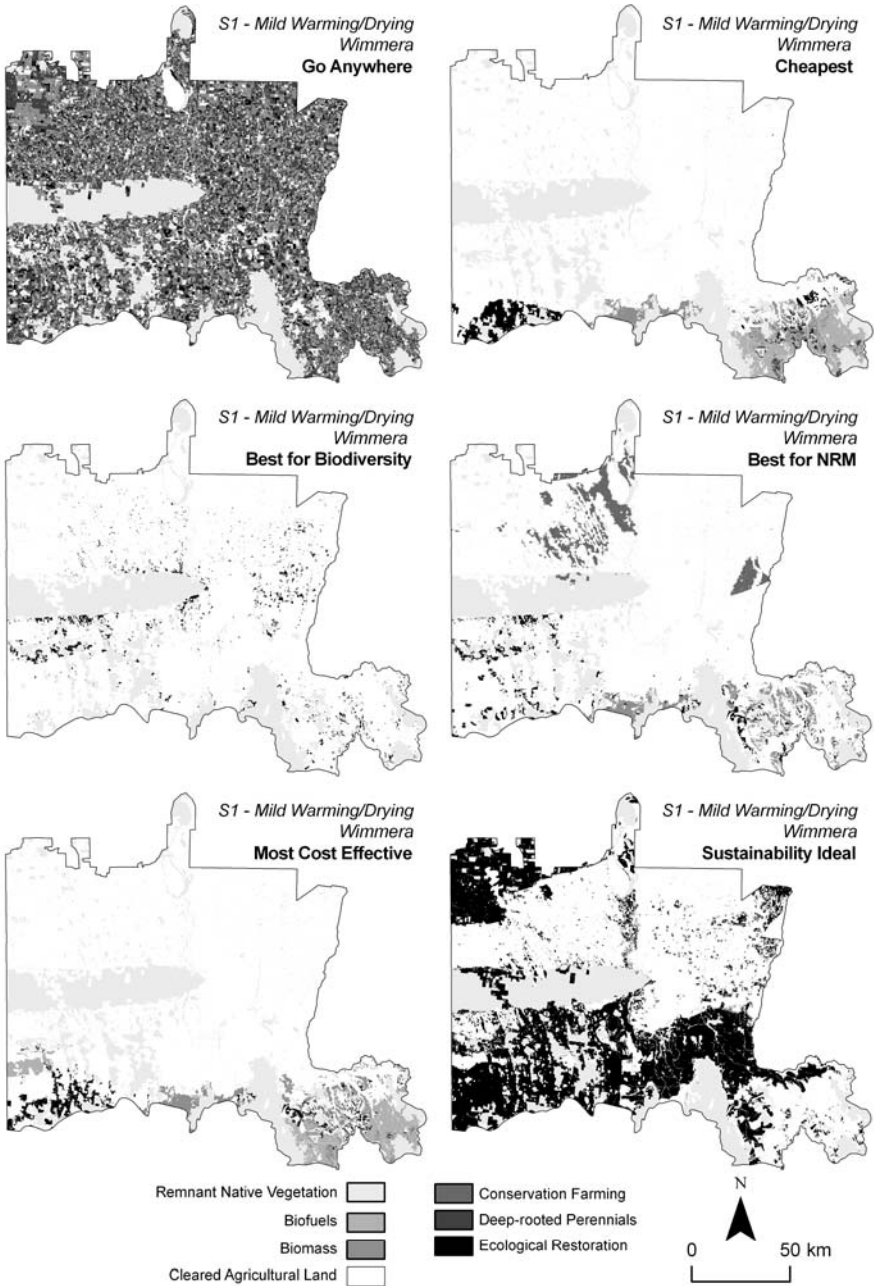 S1 - Mild Warming/Drying
Wimmera
Go Anywhere
S1 - Mild Warming/Drying
Wimmera
Cheapest
S1 - Mild Warming/Drying
Wimmera
Best for Biodiversity
S1 - Mild Warming/Drying
Wimmera
Best for NRM
S1 - Mild Warming/Drying
Wimmera
Most Cost Effective
S1 - Mild Warming/Drying
Wimmera
Sustainability Ideal
Remnant Native Vegetation
Biofuels
Biomass
Cleared Agricultural Land
Conservation Farming
Deep-rooted Perennials
Ecological Restoration
N
0 50 km